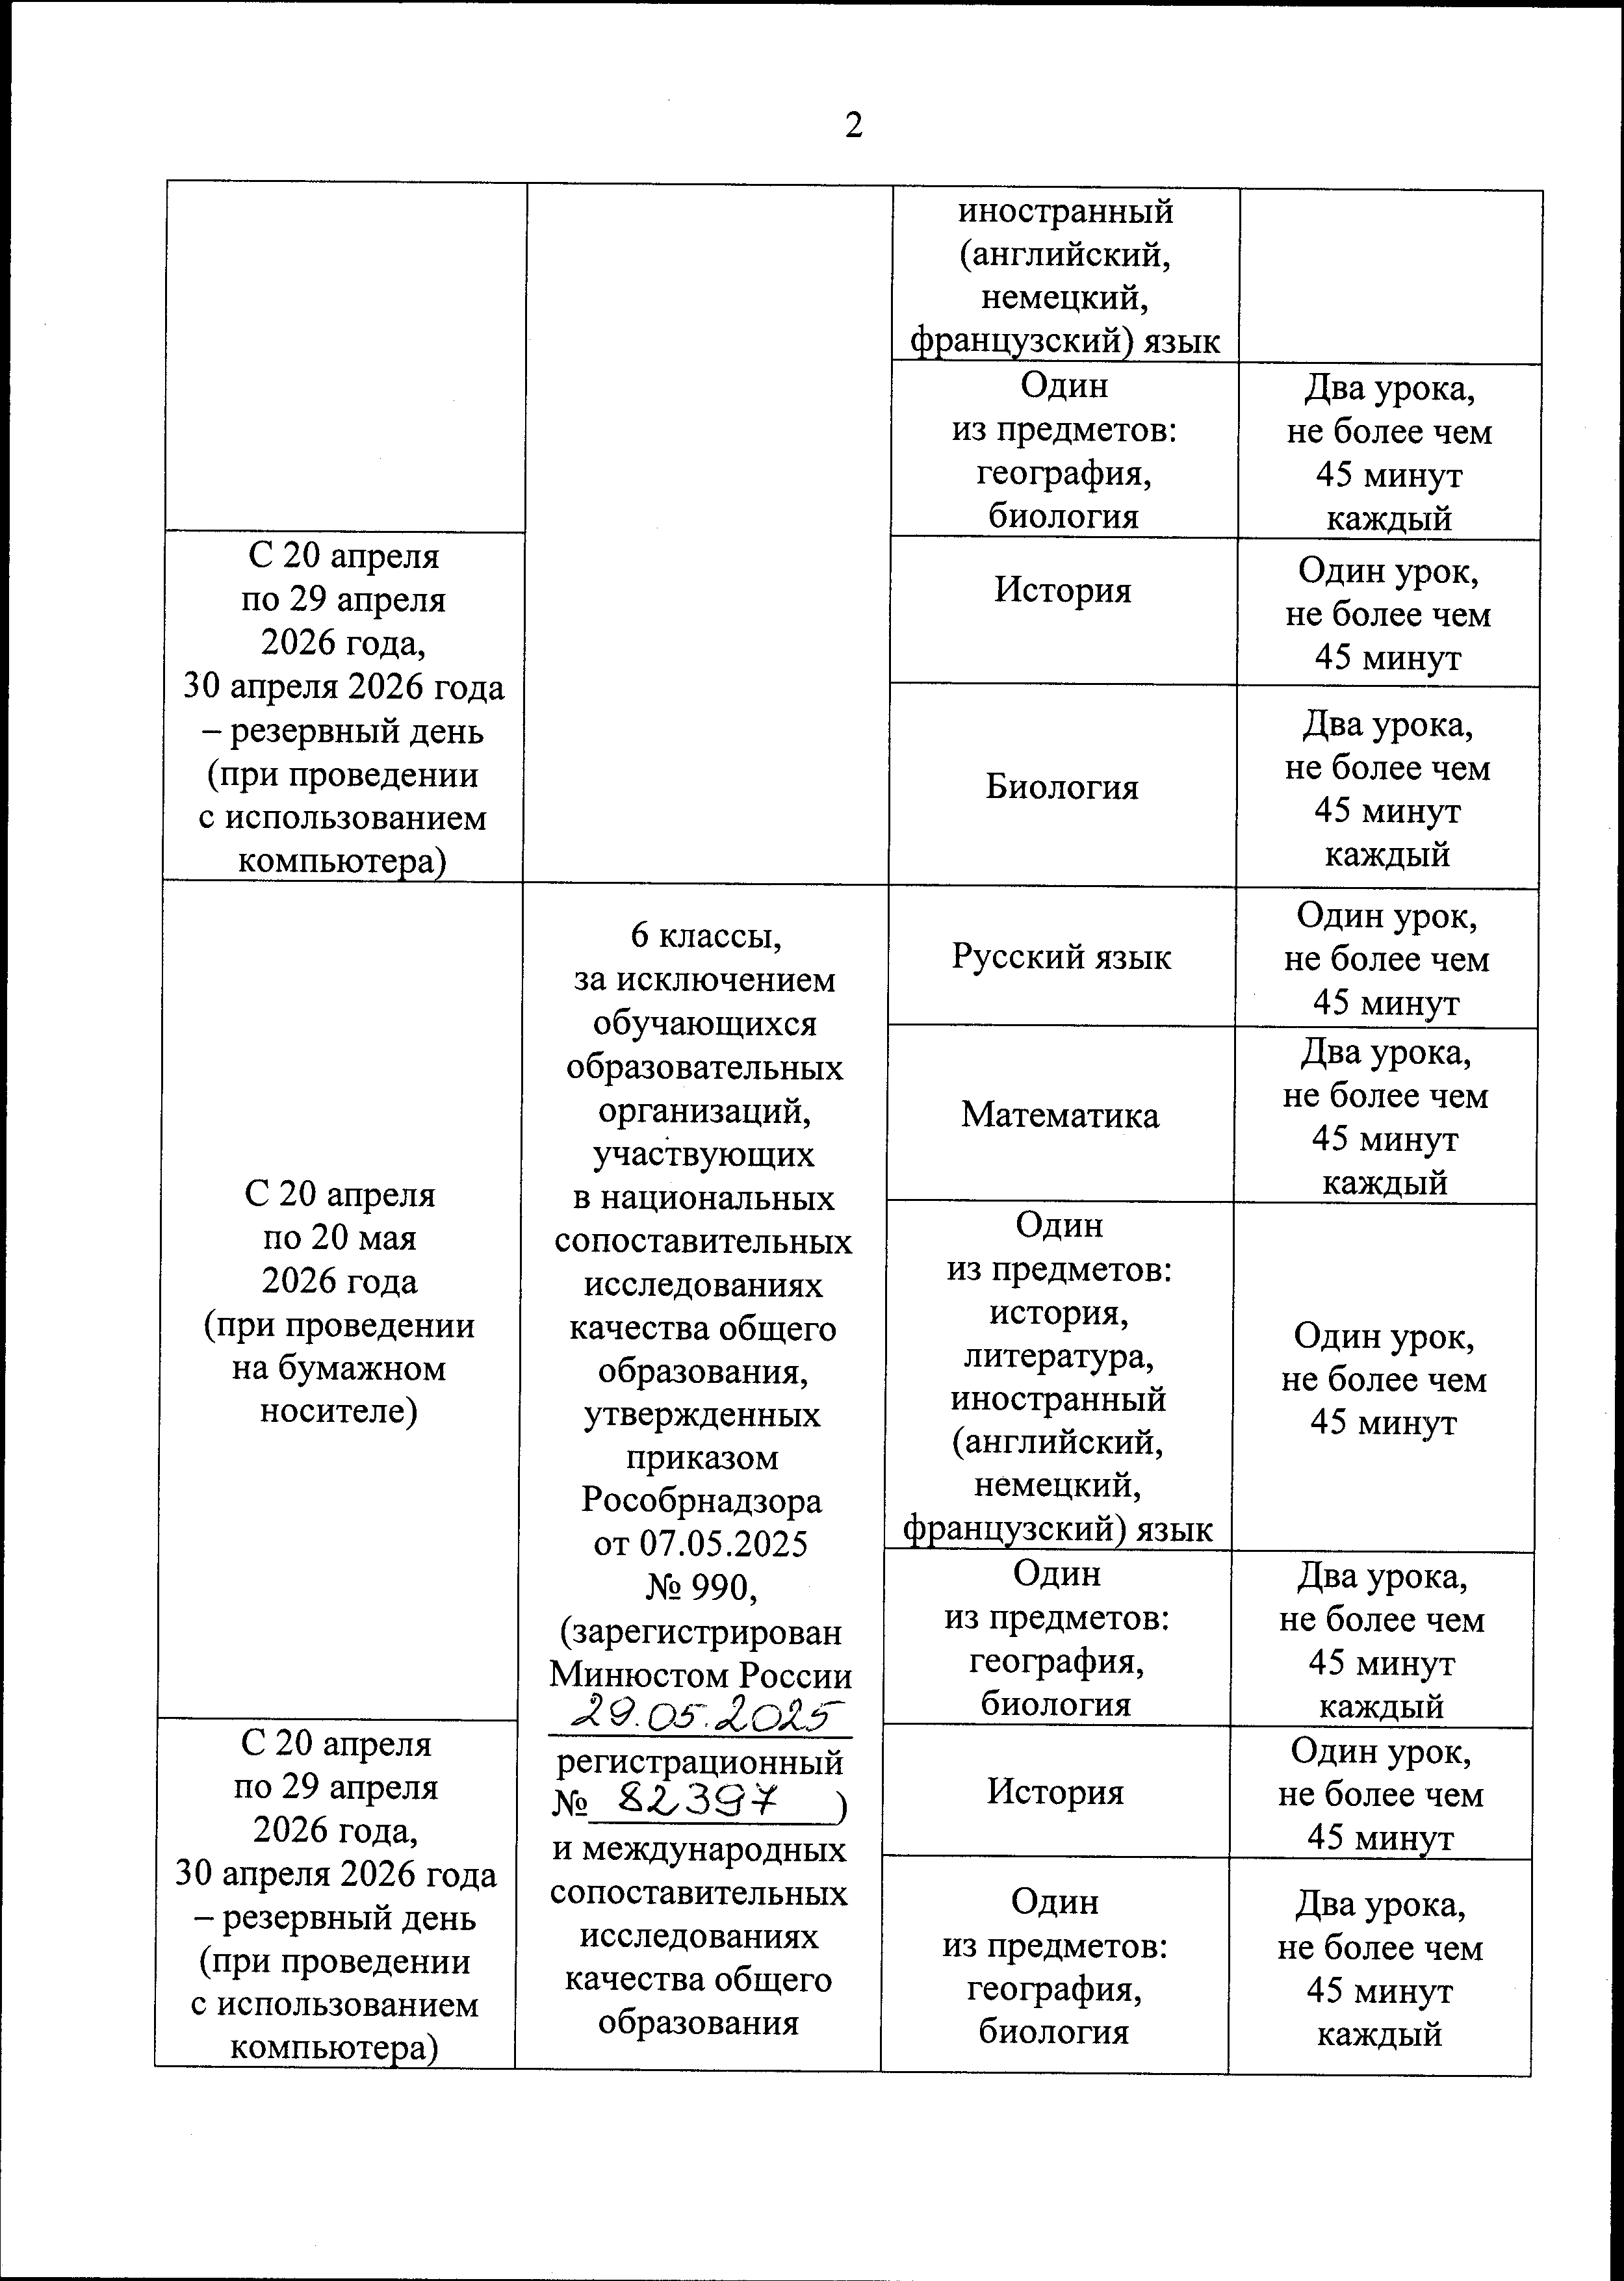 2
иностранный
(английский,
немецкий,
французский) язык
Один
из предметов:
география,
биология
Два урока,
не более чем
45 минут
каждый
С 20 апреля
по 29 апреля
2026 года,
30 апреля 2026 года
– резервный день
(при проведении
с использованием
компьютера)
История
Один урок,
не более чем
45 минут
Биология
Два урока,
не более чем
45 минут
каждый
С 20 апреля
по 20 мая
2026 года
(при проведении
на бумажном
носителе)
6 классы,
за исключением
обучающихся
образовательных
организаций,
участвующих
в национальных
сопоставительных
исследованиях
качества общего
образования,
утвержденных
приказом
Рособрнадзора
от 07.05.2025
№ 990,
(зарегистрирован
Минюстом России
29.05.2025
регистрационный
№ 82397 )
и международных
сопоставительных
исследованиях
качества общего
образования
Русский язык
Один урок,
не более чем
45 минут
Математика
Два урока,
не более чем
45 минут
каждый
Один
из предметов:
история,
литература,
иностранный
(английский,
немецкий,
французский) язык
Один урок,
не более чем
45 минут
Один
из предметов:
география,
биология
Два урока,
не более чем
45 минут
каждый
С 20 апреля
по 29 апреля
2026 года,
30 апреля 2026 года
– резервный день
(при проведении
с использованием
компьютера)
История
Один урок,
не более чем
45 минут
Один
из предметов:
география,
биология
Два урока,
не более чем
45 минут
каждый